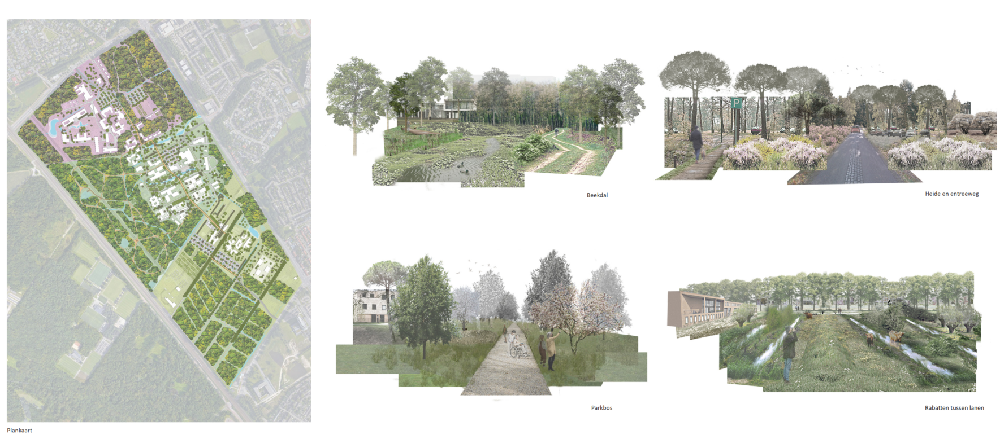 P
Beekdal
Heide en entreeweg
Parkbos
Rabatten tussen lanen
Plankaart